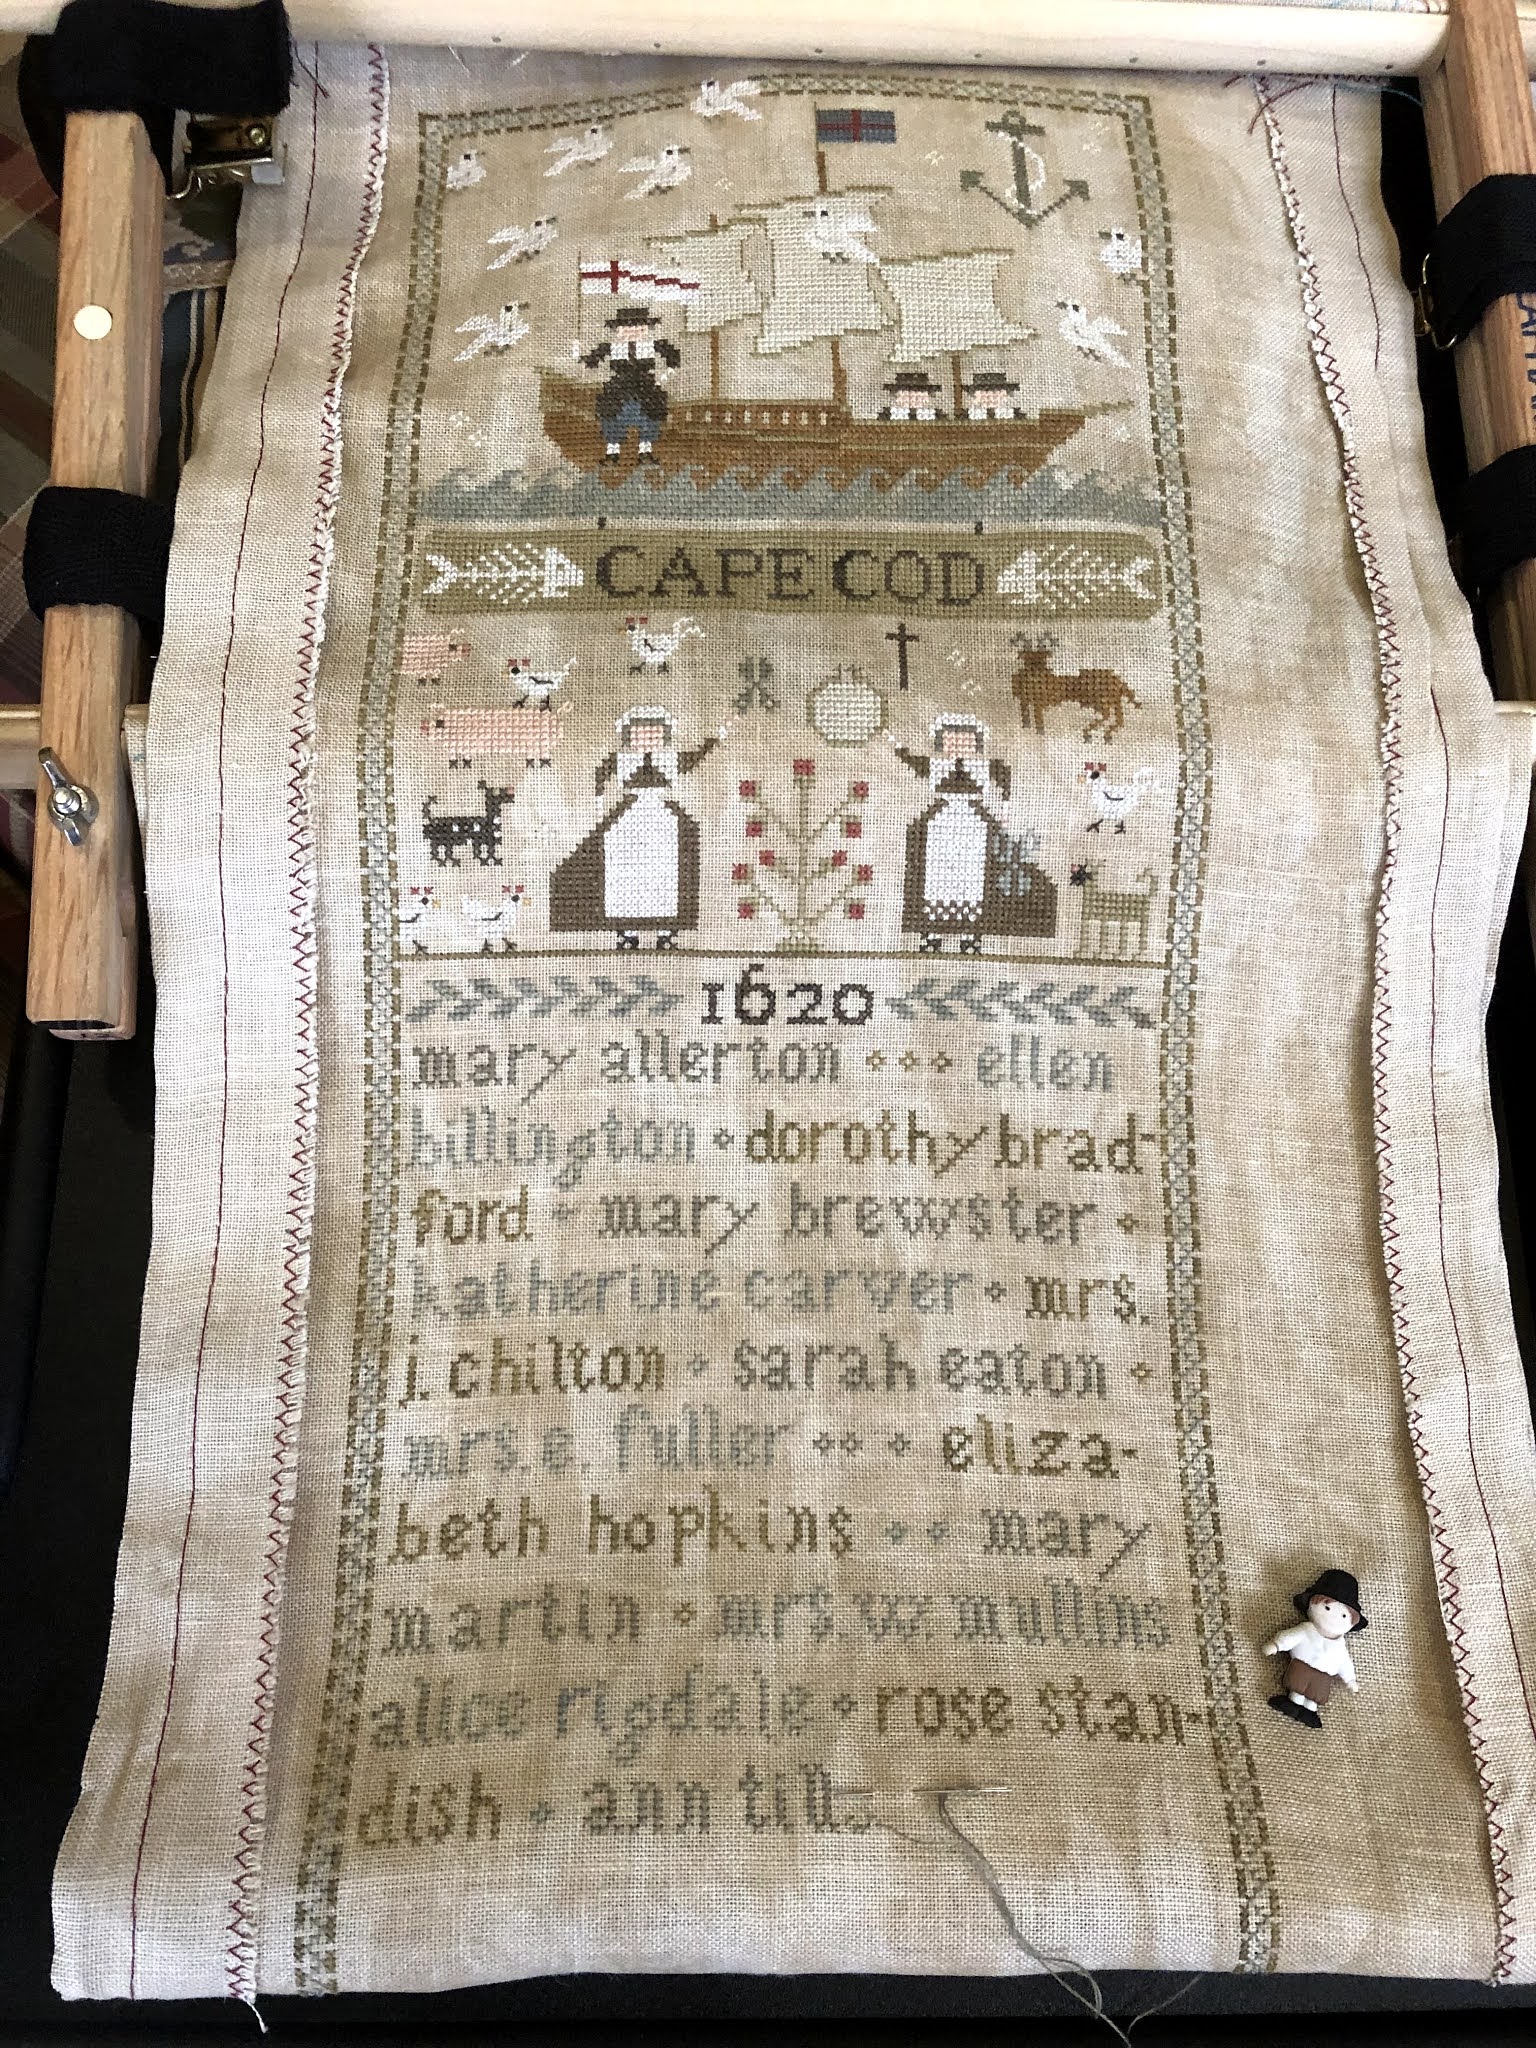 CAPE COD
1620
mary allerton ellen
billington dorothy brad-
ford mary brewster
katherine carver mrs.
j. chilton sarah eaton
mrs. e. fuller eliza-
beth hopkins mary
martin mrs. w. mullins
alice rigdale rose stan-
dish ann till